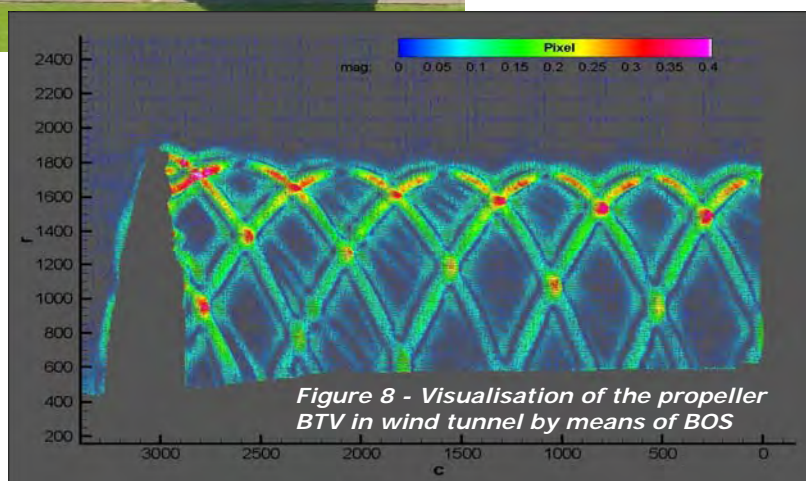 Pixel
mag: 0 0.05 0.1 0.15 0.2 0.25 0.3 0.35 0.4
2400
2200
2000
1800
1600
1400
1200
1000
800
600
400
200
r
Figure 8 - Visualisation of the propeller
BTV in wind tunnel by means of BOS
3000 2500 2000 1500 1000 500 0
c